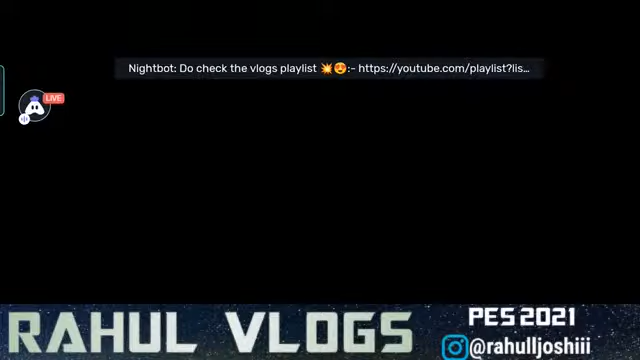 Nightbot: Do check the vlogs playlist 💥😍:- https://youtube.com/playlist?lis...
LIVE
RAHUL VLOGS
PES 2021
@rahulljoshiii